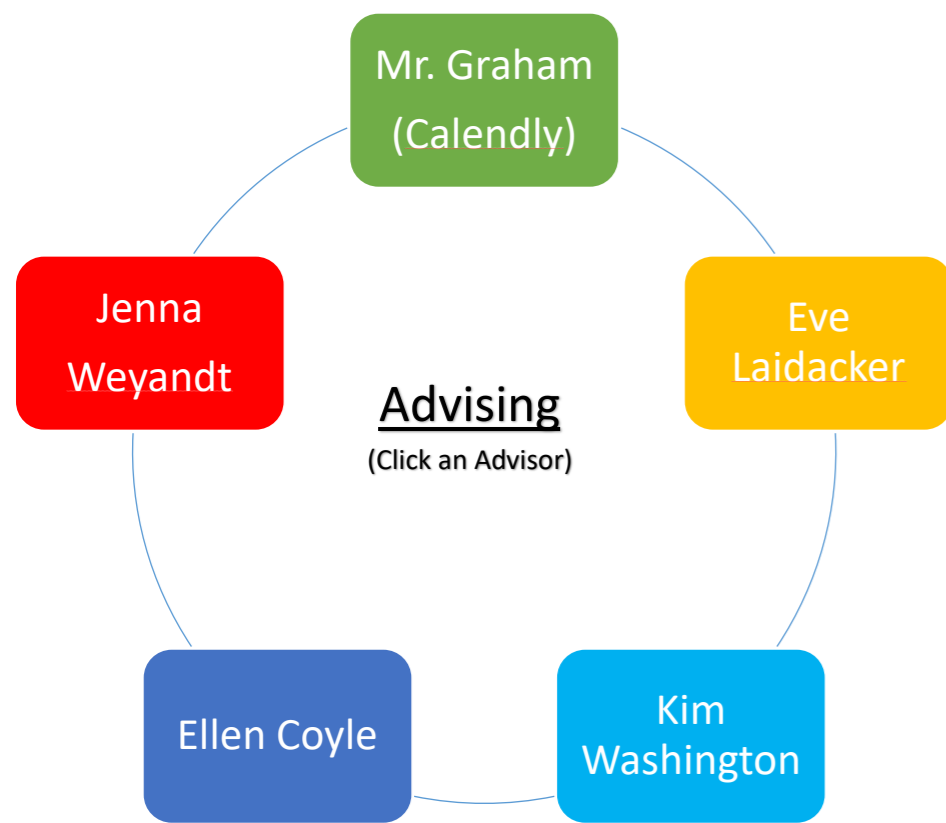 Mr. Graham
(Calendly)
Jenna
Weyandt
Eve
Laidacker
Advising
(Click an Advisor)
Ellen Coyle
Kim
Washington